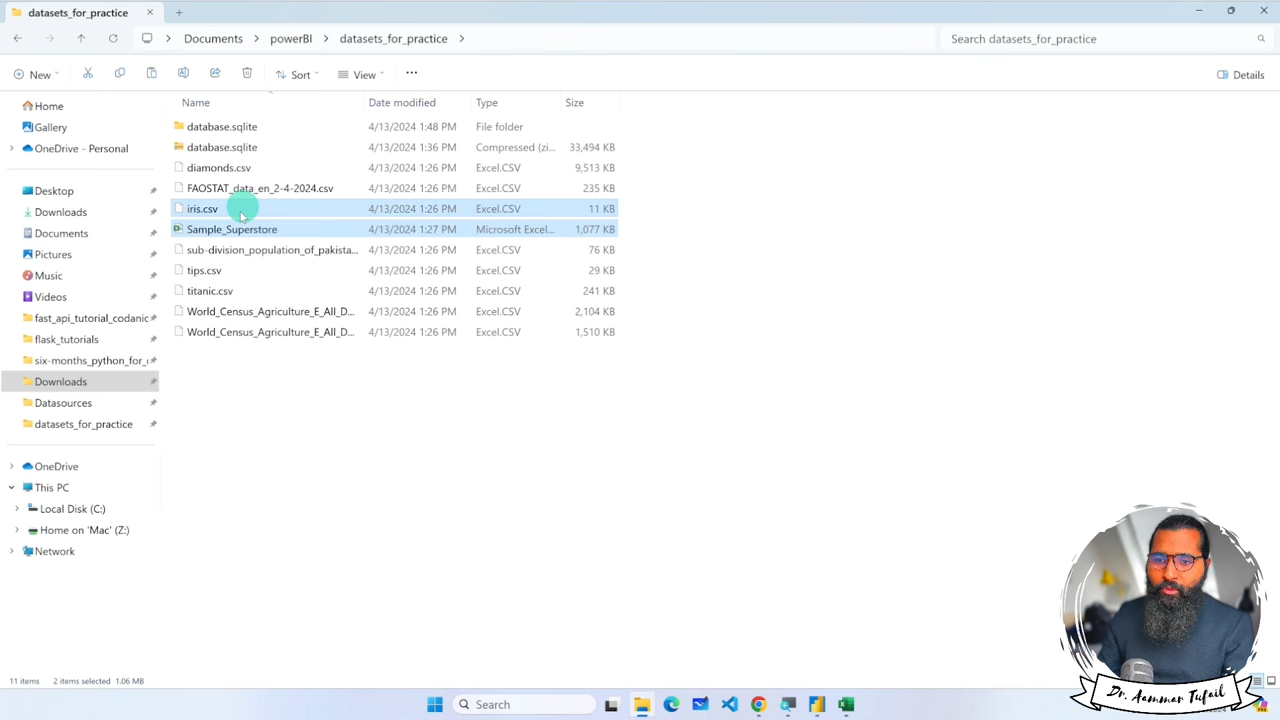 datasets_for_practice
Documents
powerBI
datasets_for_practice
Search datasets_for_practice
New
Sort
View
Details
Name Date modified Type Size
Home
Gallery
OneDrive - Personal
Desktop
Downloads
Documents
Pictures
Music
Videos
fast_api_tutorial_codanic
flask_tutorials
six-months_python_for_
Downloads
Datasources
datasets_for_practice
OneDrive
This PC
Local Disk (C:)
Home on 'Mac' (Z:)
Network
database.sqlite 4/13/2024 1:48 PM File folder
database.sqlite 4/13/2024 1:36 PM Compressed (zi... 33,494 KB
diamonds.csv 4/13/2024 1:26 PM Excel.CSV 9,513 KB
FAOSTAT_data_en_2-4-2024.csv 4/13/2024 1:26 PM Excel.CSV 235 KB
iris.csv 4/13/2024 1:26 PM Excel.CSV 11 KB
Sample_Superstore 4/13/2024 1:27 PM Microsoft Excel... 1,077 KB
sub-division_population_of_pakista... 4/13/2024 1:26 PM Excel.CSV 76 KB
tips.csv 4/13/2024 1:26 PM Excel.CSV 29 KB
titanic.csv 4/13/2024 1:26 PM Excel.CSV 241 KB
World_Census_Agriculture_E_All_D... 4/13/2024 1:26 PM Excel.CSV 2,104 KB
World_Census_Agriculture_E_All_D... 4/13/2024 1:26 PM Excel.CSV 1,510 KB
11 items 2 items selected 1.06 MB
Search
Dr. Aammar Tufail